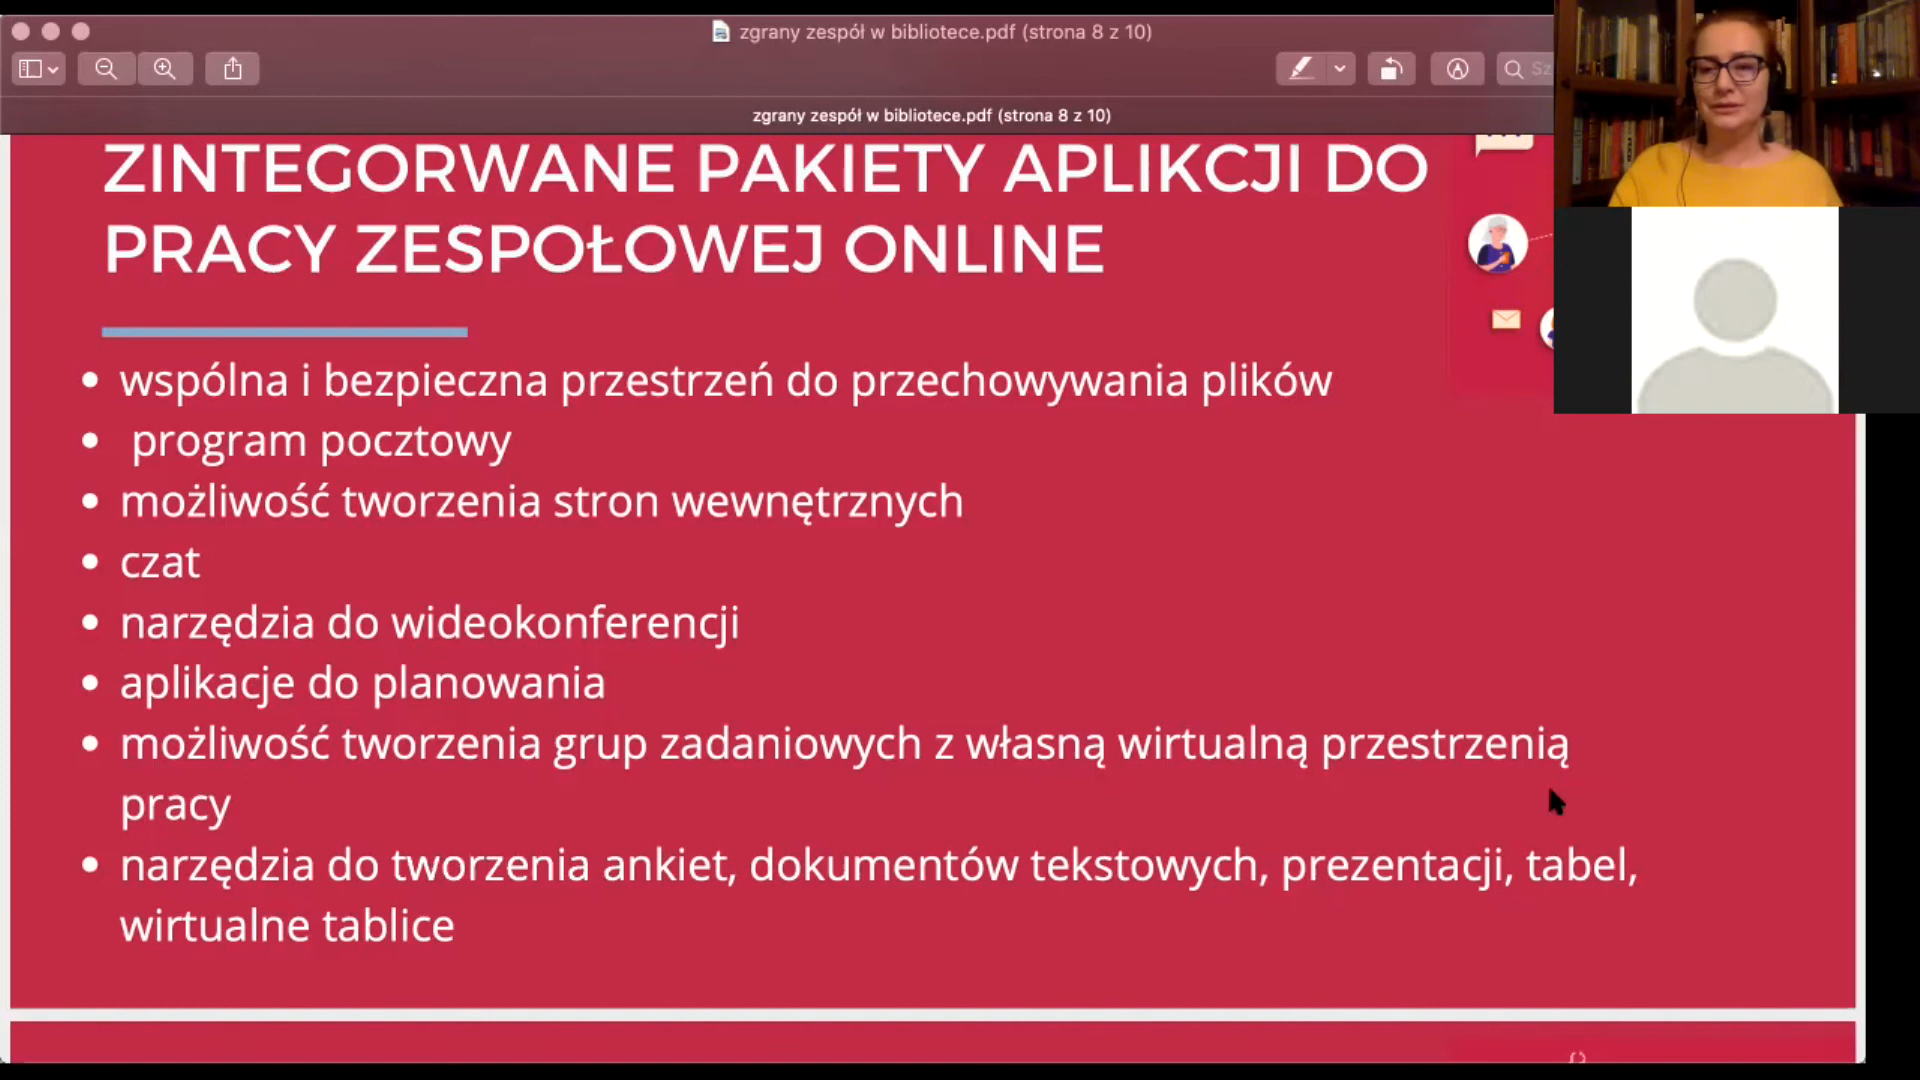 zgrany zespół w bibliotece.pdf (strona 8 z 10)
zgrany zespół w bibliotece.pdf (strona 8 z 10)
ZINTEGORWANE PAKIETY APLIKCJI DO
PRACY ZESPOŁOWEJ ONLINE
• wspólna i bezpieczna przestrzeń do przechowywania plików
• program pocztowy
• możliwość tworzenia stron wewnętrznych
• czat
• narzędzia do wideokonferencji
• aplikacje do planowania
• możliwość tworzenia grup zadaniowych z własną wirtualną przestrzenią
pracy
• narzędzia do tworzenia ankiet, dokumentów tekstowych, prezentacji, tabel,
wirtualne tablice